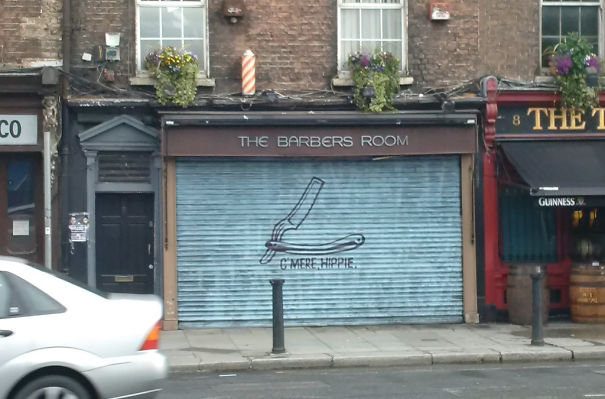 CO
THE BARBERS ROOM
8 THE T
GUINNESS
C'MERE, HIPPIE.